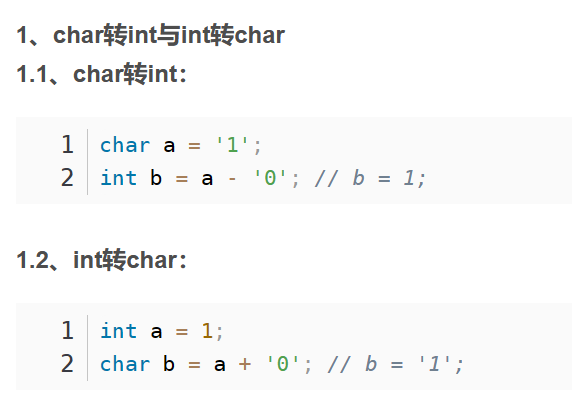 1、char转int与int转char
1.1、char转int：
1 char a = '1';
2 int b = a - '0'; // b = 1;
1.2、int转char：
1 int a = 1;
2 char b = a + '0'; // b = '1';